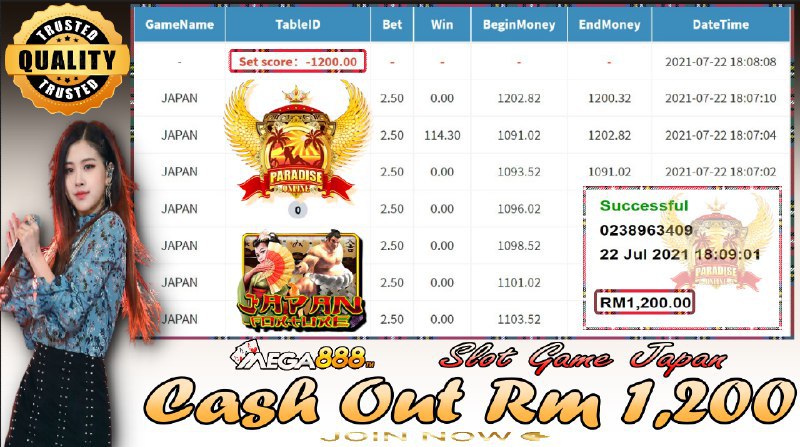 TRUSTED
QUALITY
TRUSTED
GameName TableID Bet Win BeginMoney EndMoney DateTime
- Set score: -1200.00 - - - - 2021-07-22 18:08:08
JAPAN 2.50 0.00 1202.82 1200.32 2021-07-22 18:07:10
JAPAN 2.50 114.30 1091.02 1202.82 2021-07-22 18:07:04
JAPAN 2.50 0.00 1093.52 1091.02 2021-07-22 18:07:02
JAPAN 2.50 0.00 1096.02
JAPAN 2.50 0.00 1098.52
JAPAN 2.50 0.00 1101.02
JAPAN 2.50 0.00 1103.52
PARADISE
ONLINE
0
JAPAN
FORTUNE
Successful
0238963409
22 Jul 2021 18:09:01
PARADISE
RM1,200.00
MEGA888 TM
Slot Game Japan
Cash Out Rm 1,200
JOIN NOW